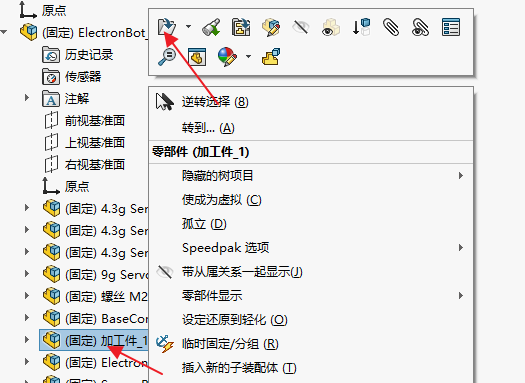 原点
(固定) ElectronBot_
历史记录
传感器
注解
前视基准面
上视基准面
右视基准面
原点
(固定) 4.3g Ser
(固定) 4.3g Ser
(固定) 4.3g Ser
(固定) 9g Servo
(固定) 螺丝 M2
(固定) BaseCon
(固定) 加工件_1
(固定) Electron
逆转选择 (8)
转到... (A)
零部件 (加工件_1)
隐藏的树项目
使成为虚拟 (C)
孤立 (D)
Speedpak 选项
带从属关系一起显示(J)
零部件显示
设定还原到轻化 (O)
临时固定/分组 (R)
插入新的子装配体 (T)